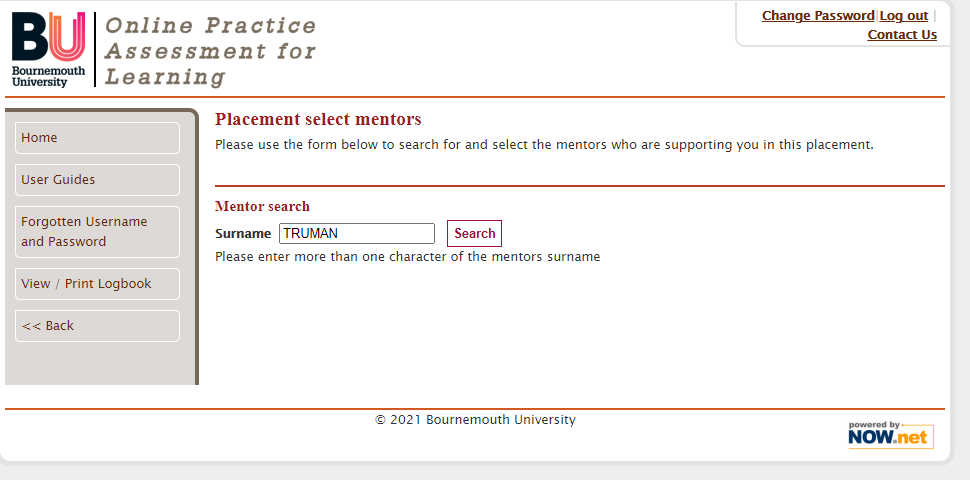 BU
Bournemouth
University
Online Practice
Assessment for
Learning
Change Password|Log out |
Contact Us
Home
User Guides
Forgotten Username
and Password
View / Print Logbook
<< Back
Placement select mentors
Please use the form below to search for and select the mentors who are supporting you in this placement.
Mentor search
Surname TRUMAN Search
Please enter more than one character of the mentors surname
© 2021 Bournemouth University
powered by
NOW.net